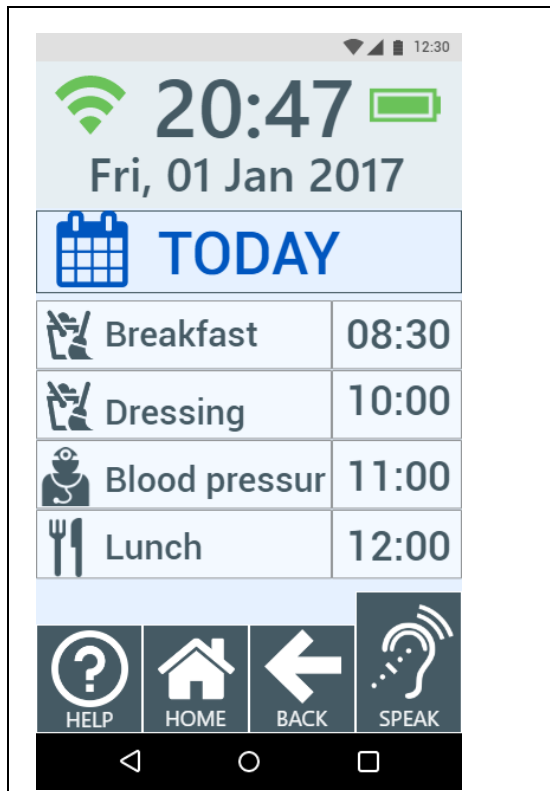 12:30
20:47
Fri, 01 Jan 2017
TODAY
Breakfast 08:30
Dressing 10:00
Blood pressur 11:00
Lunch 12:00
HELP HOME BACK SPEAK